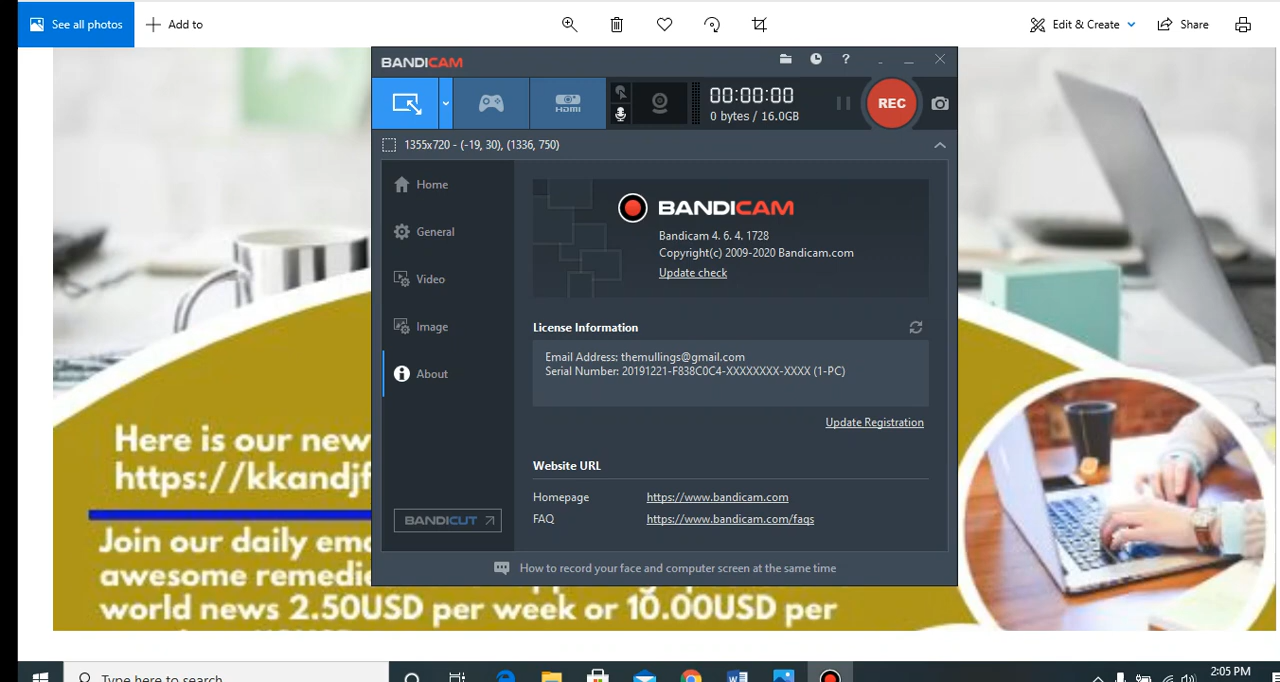 See all photos
Add to
Edit & Create
Share
BANDICAM
?
HDMI
00:00:00
0 bytes / 16.0GB
REC
1355x720 - (-19, 30), (1336, 750)
Home
General
Video
Image
About
BANDICUT
BANDICAM
Bandicam 4. 6. 4. 1728
Copyright(c) 2009-2020 Bandicam.com
Update check
License Information
Email Address: themullings@gmail.com
Serial Number: 20191221-F838C0C4-XXXXXXXX-XXXX (1-PC)
Update Registration
Website URL
Homepage https://www.bandicam.com
FAQ https://www.bandicam.com/faqs
How to record your face and computer screen at the same time
Here is our new
https://kkandjf
Join our daily ema
awesome remedie
world news 2.50USD per week or 10.00USD per
Type here to search
2:05 PM